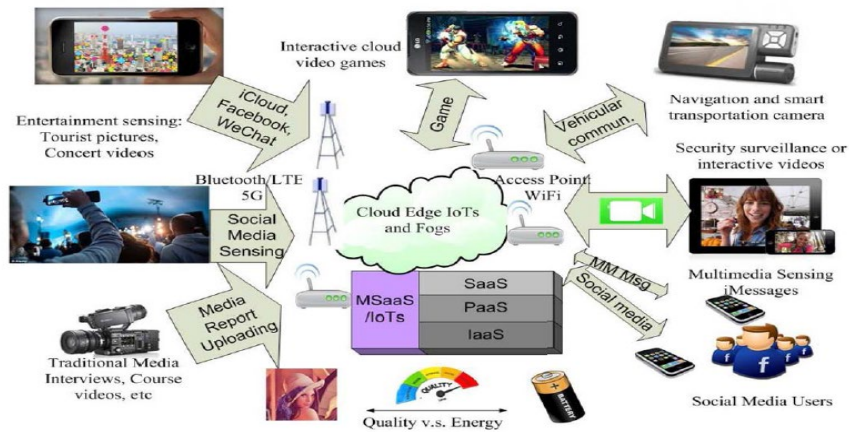 Interactive cloud
video games
iCloud,
Facebook,
WeChat
Game
Vehicular
commun.
Navigation and smart
transportation camera
Entertainment sensing:
Tourist pictures,
Concert videos
Security surveillance or
interactive videos
Bluetooth/LTE
5G
Access Point
WiFi
Social
Media
Sensing
Cloud Edge IoTs
and Fogs
MM Msg
Social media
Multimedia Sensing
iMessages
Media
Report
Uploading
MSaaS
/IoTs
SaaS
PaaS
IaaS
Traditional Media
Interviews, Course
videos, etc
QUALITY
BATTERY
Quality v.s. Energy
f
f
Social Media Users
LG